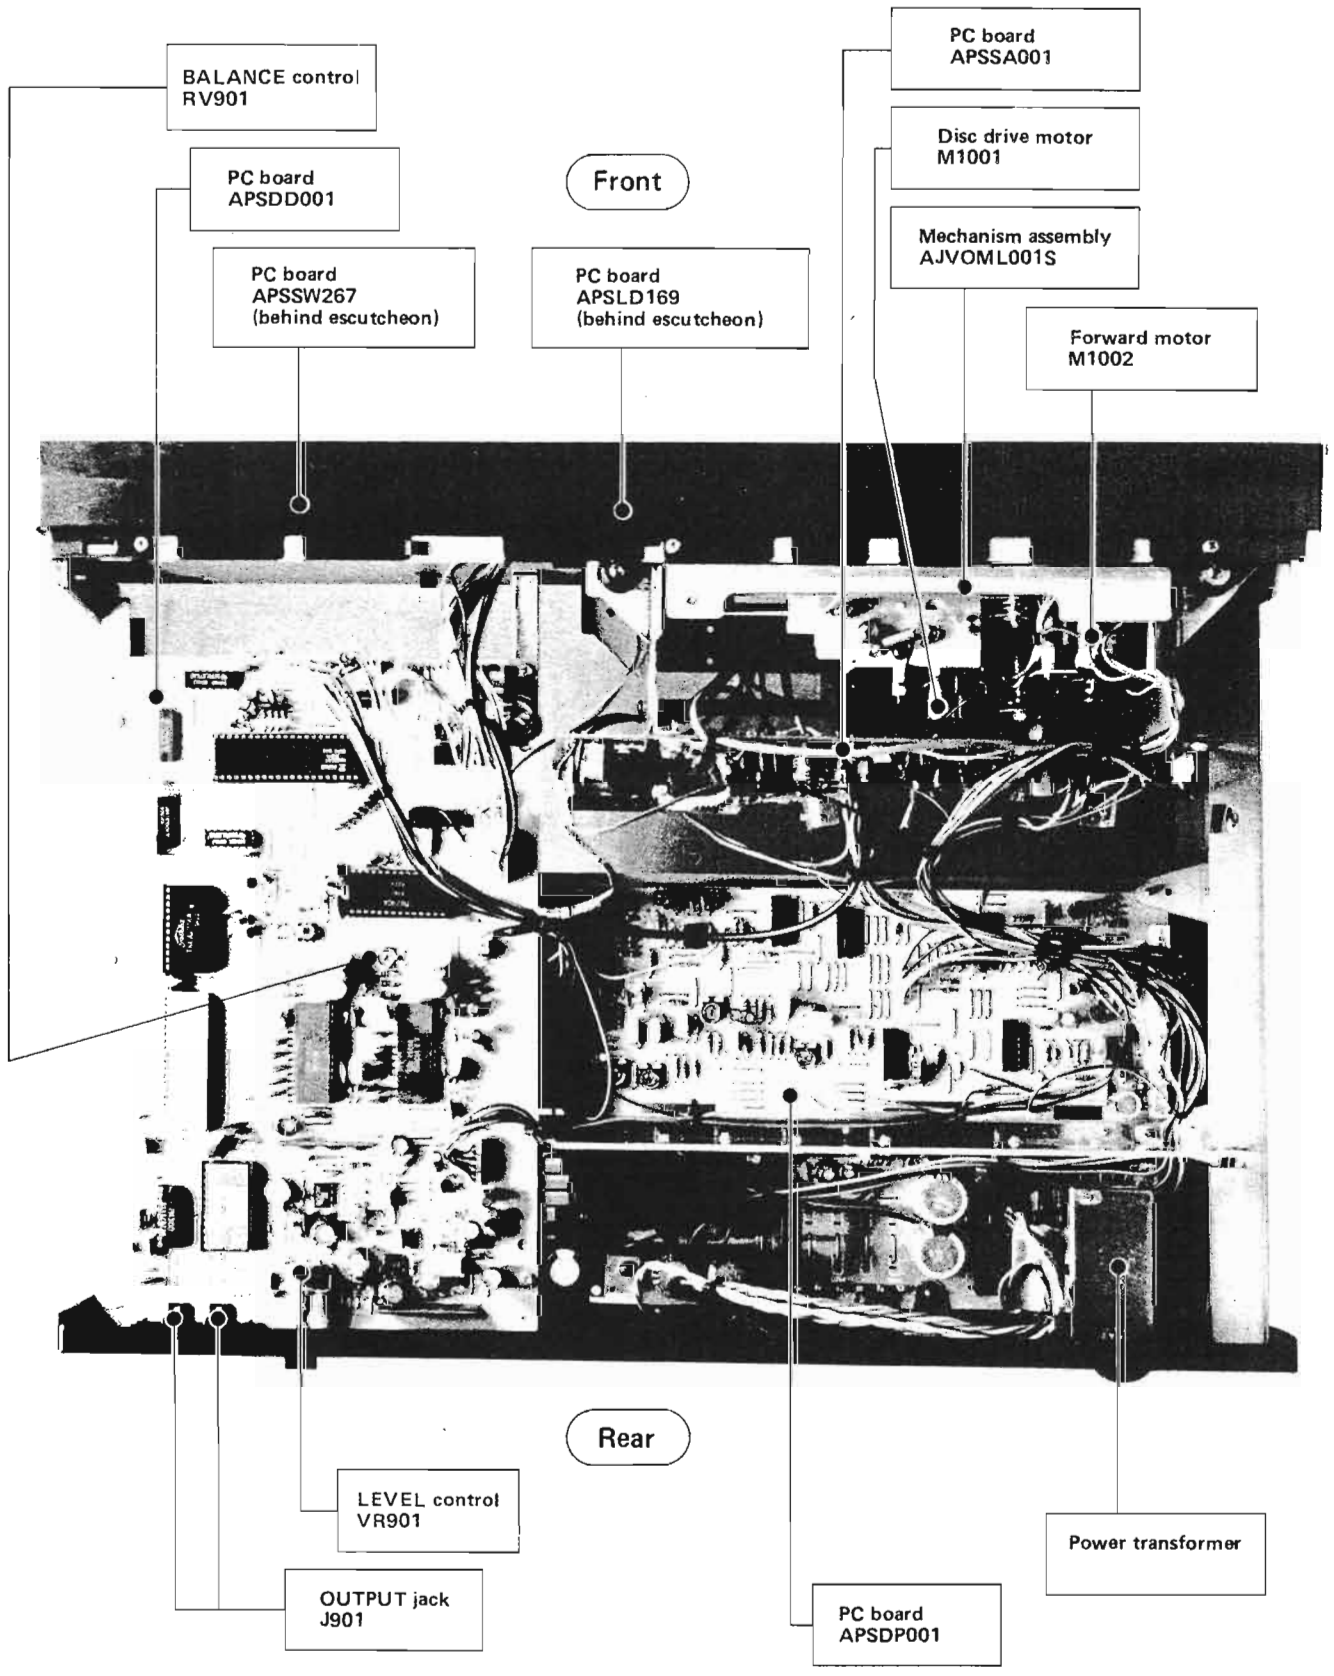 PC board
APSSA001
BALANCE control
RV901
Disc drive motor
M1001
PC board
APSDD001
Front
Mechanism assembly
AJVOML001S
PC board
APSSW267
(behind escutcheon)
PC board
APSLD169
(behind escutcheon)
Forward motor
M1002
Rear
LEVEL control
VR901
Power transformer
OUTPUT jack
J901
PC board
APSDP001